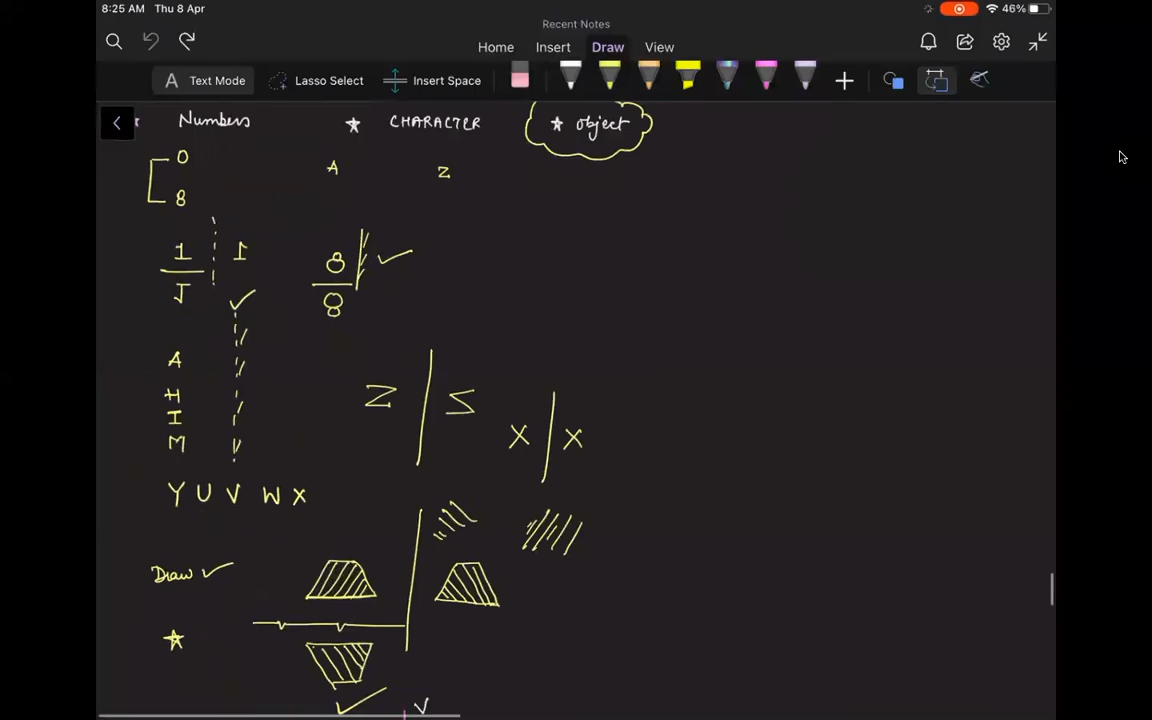 8:25 AM Thu 8 Apr
46%
Recent Notes
Home Insert Draw View
Text Mode Lasso Select Insert Space
Numbers CHARACTER object
0
A Z
8
1 1
8
8
A
H
I
M
Z
X X
Y U V W X
Draw
V